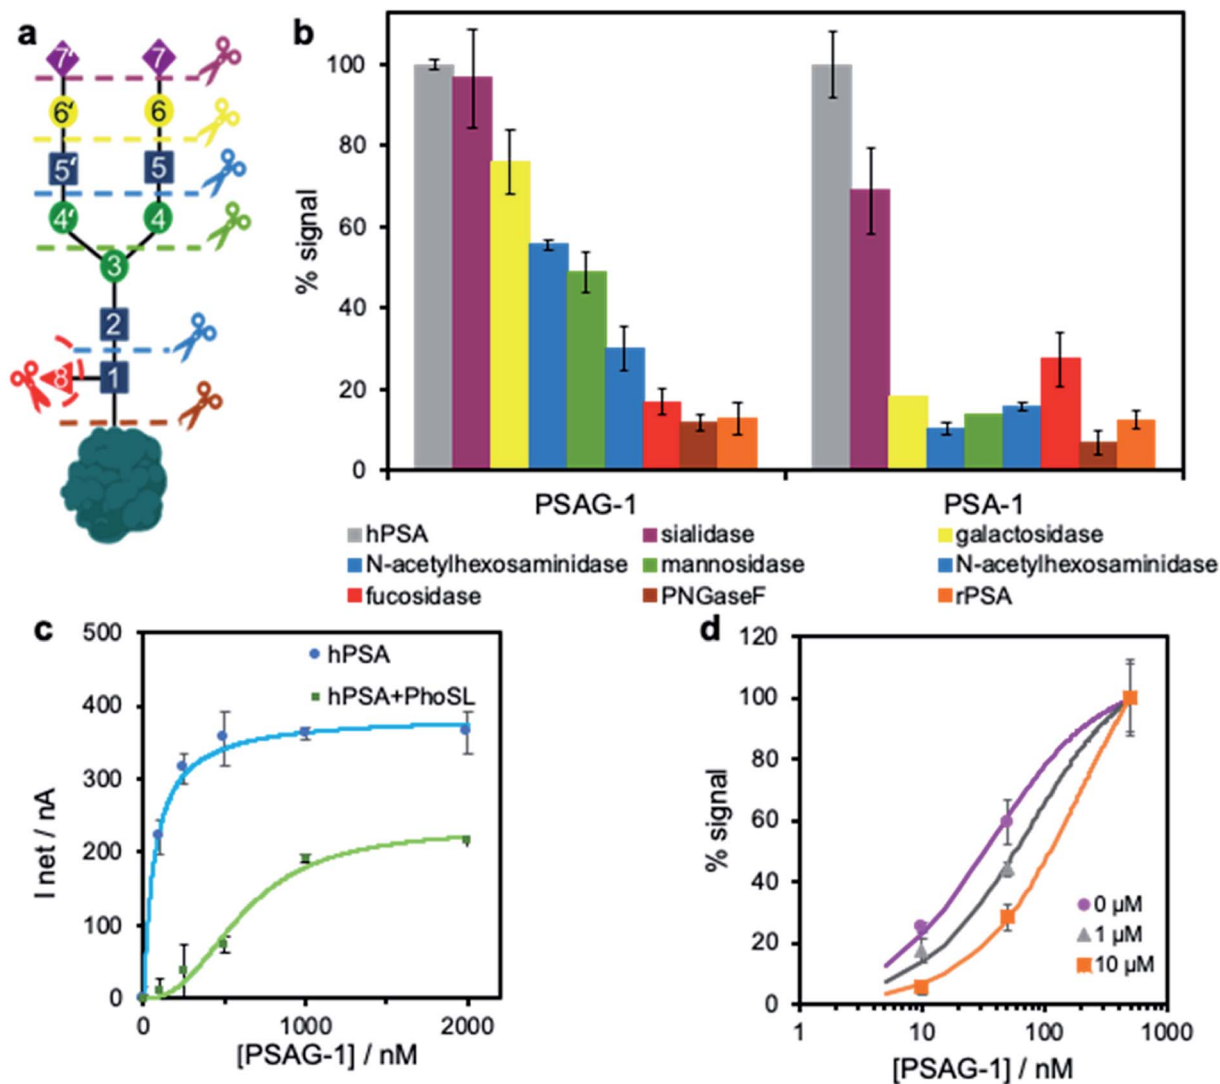 a
7' 7
6' 6
5' 5
4' 4
3
2
8 1
b
% signal
100
80
60
40
20
0
PSAG-1 PSA-1
hPSA sialidase galactosidase
N-acetylhexosaminidase mannosidase N-acetylhexosaminidase
fucosidase PNGaseF rPSA
c
I net / nA
500
400
300
200
100
0
hPSA
hPSA+PhoSL
0 1000 2000
[PSAG-1] / nM
d
% signal
120
100
80
60
40
20
0
0 µM
1 µM
10 µM
1 10 100 1000
[PSAG-1] / nM